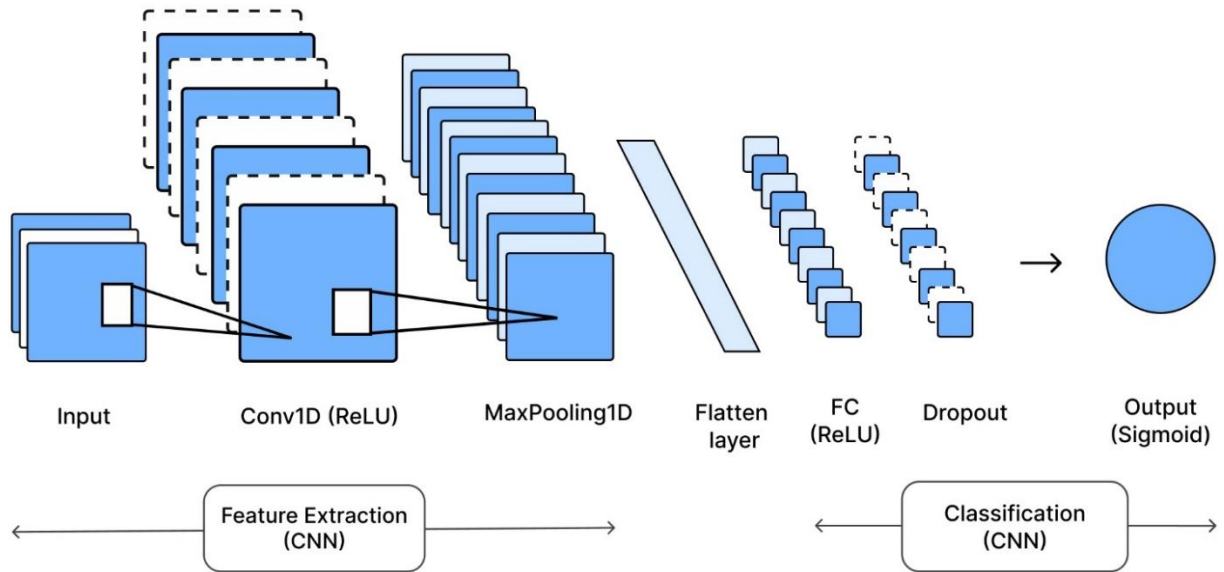 Input
Conv1D (ReLU)
MaxPooling1D
Flatten
layer
FC
(ReLU)
Dropout
Output
(Sigmoid)
Feature Extraction
(CNN)
Classification
(CNN)